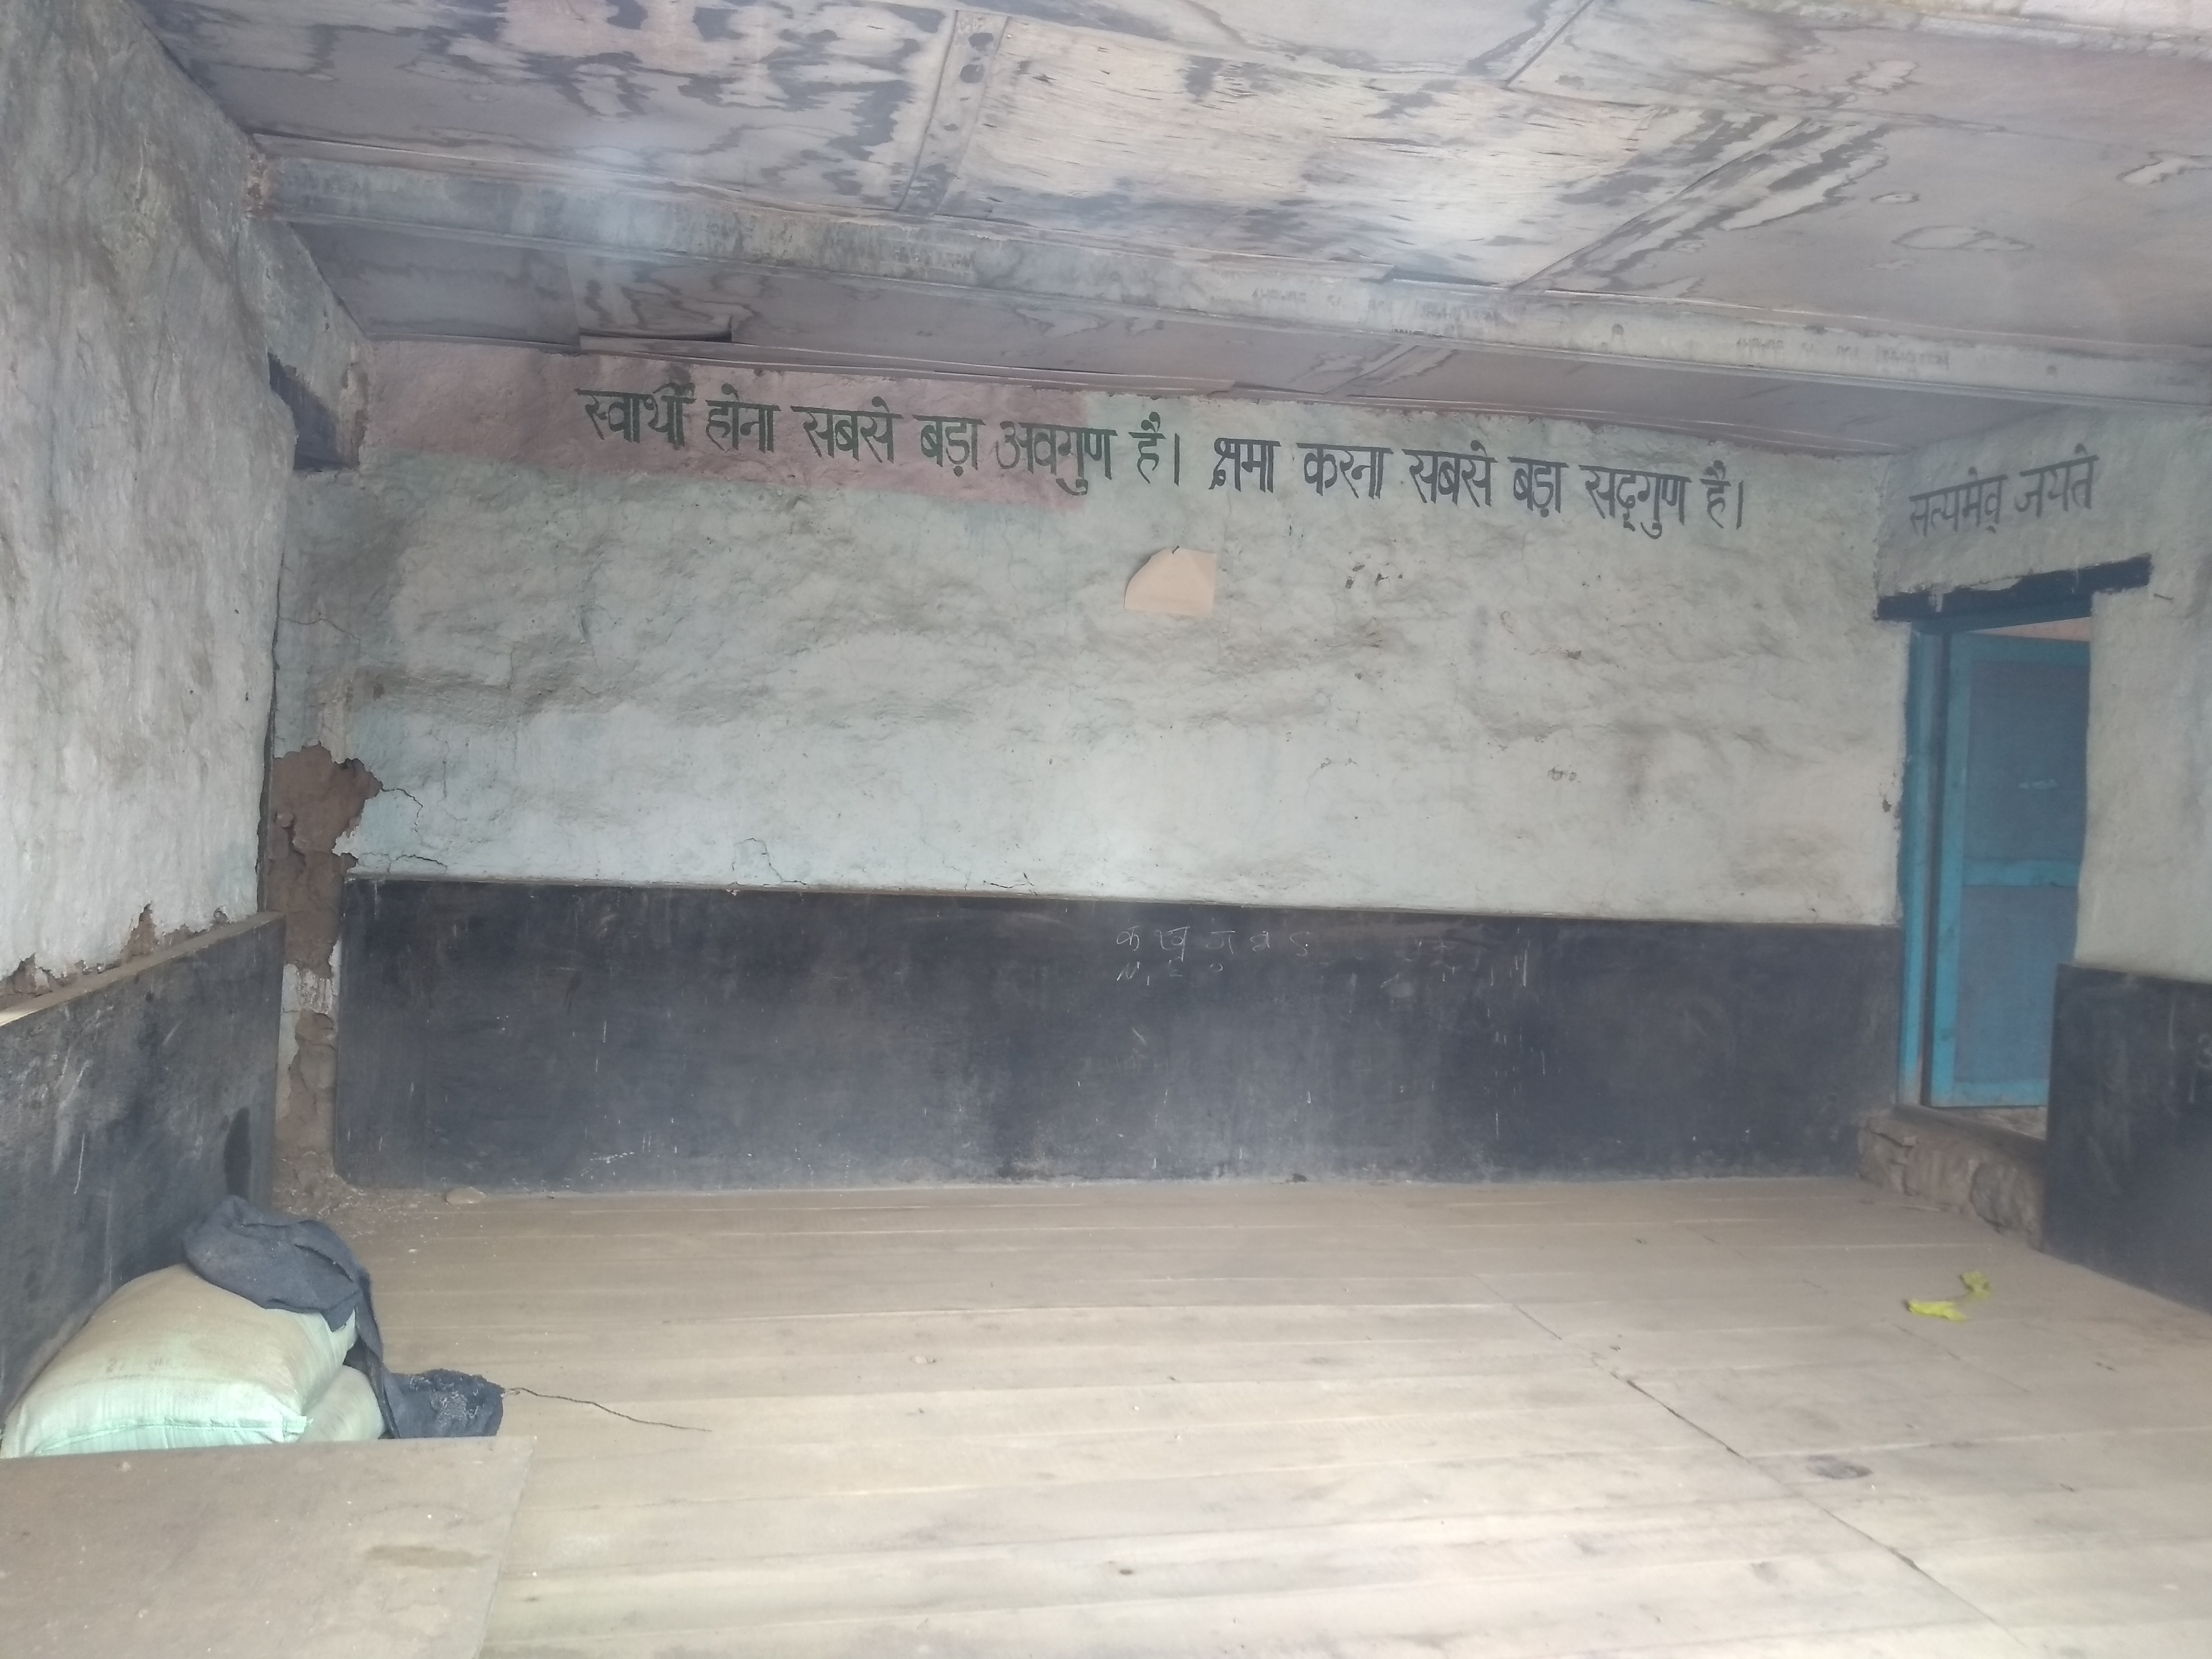 स्वार्थी होना सबसे बड़ा अवगुण है। क्षमा करना सबसे बड़ा सद्गुण है।
सत्यमेव जयते
क ख ग घ ङ